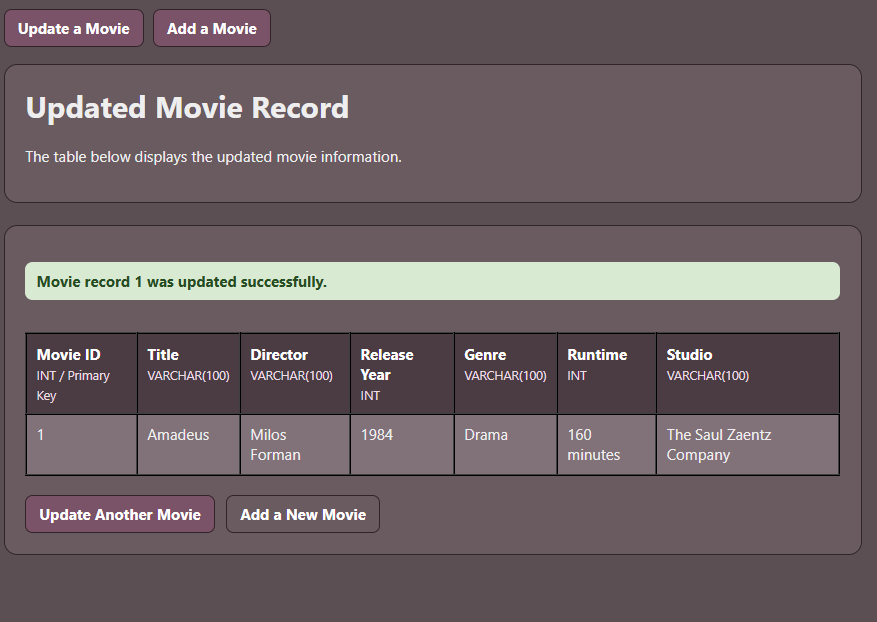 Update a Movie
Add a Movie
Updated Movie Record
The table below displays the updated movie information.
Movie record 1 was updated successfully.
Movie ID
INT / Primary
Key
Title
VARCHAR(100)
Director
VARCHAR(100)
Release
Year
INT
Genre
VARCHAR(100)
Runtime
INT
Studio
VARCHAR(100)
1
Amadeus
Milos
Forman
1984
Drama
160
minutes
The Saul Zaentz
Company
Update Another Movie
Add a New Movie